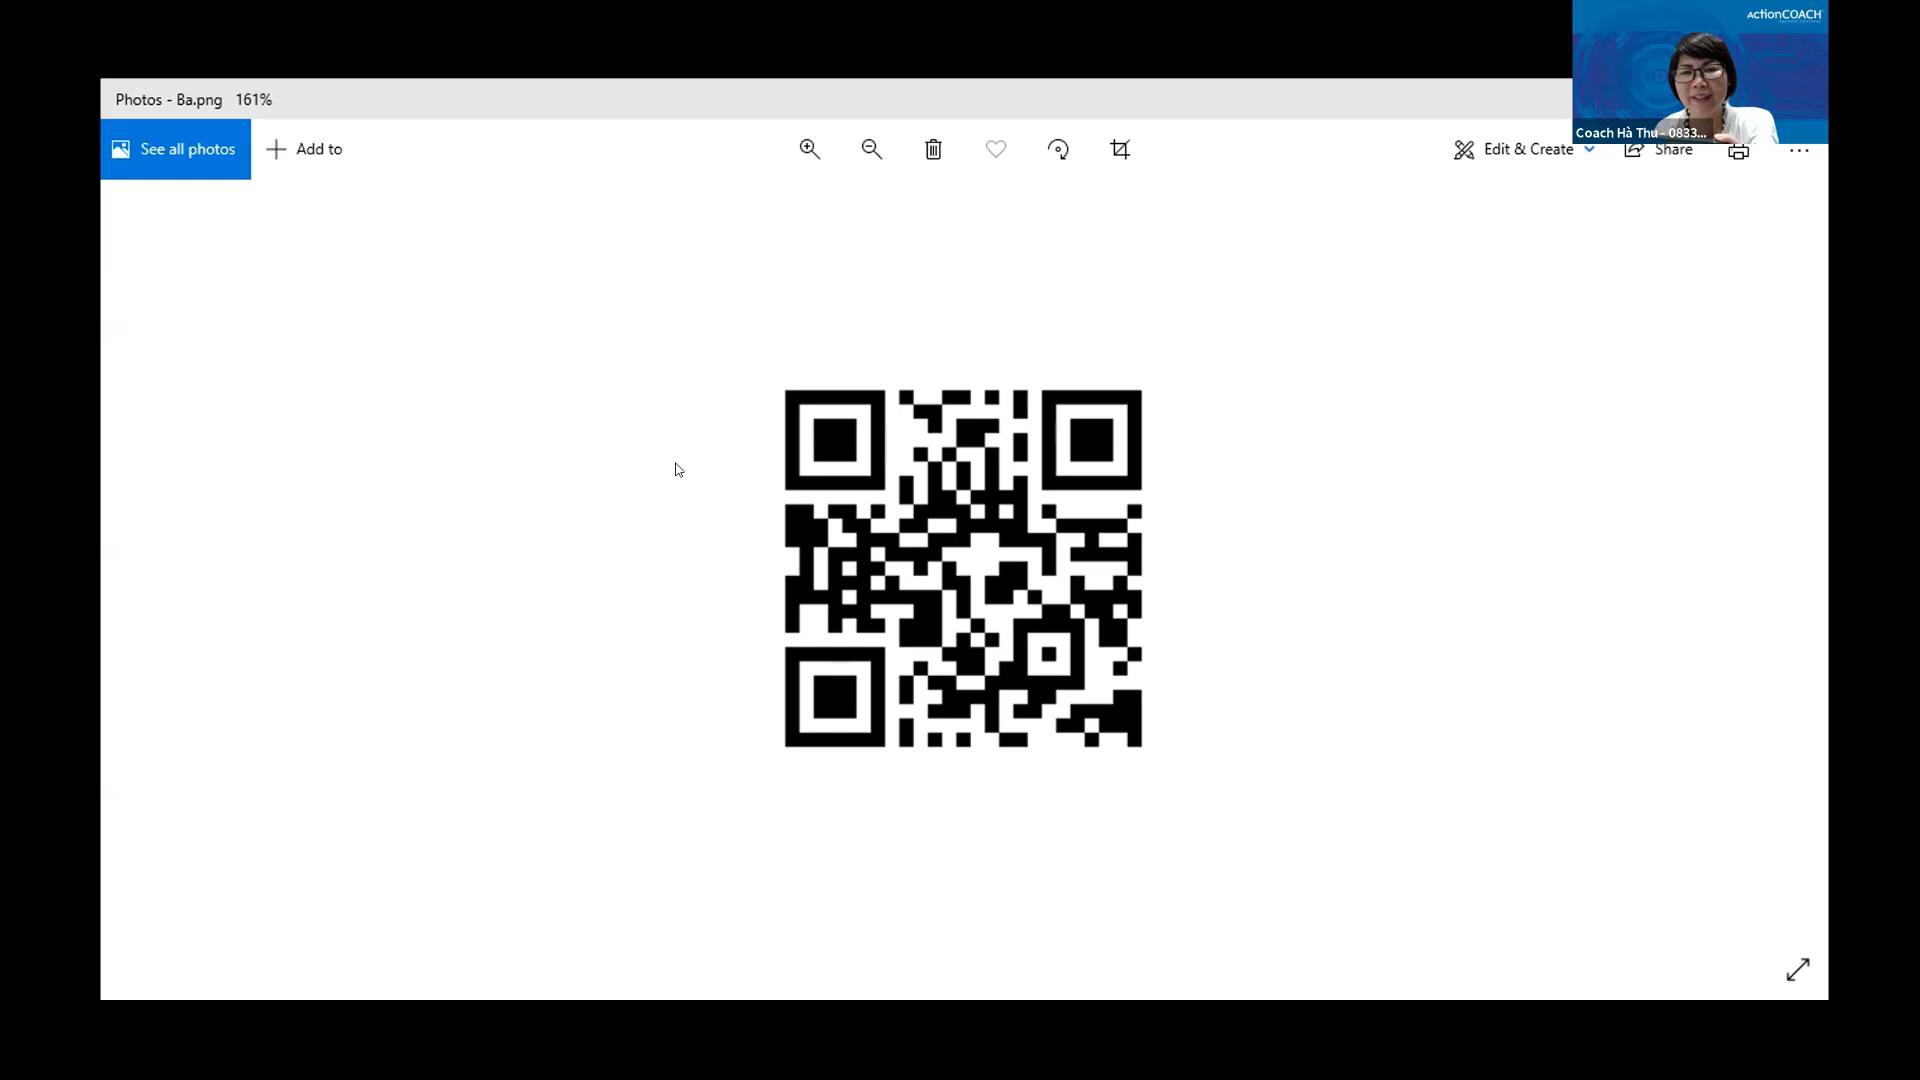 actionCOACH
Photos - Ba.png 161%
Coach Hà Thu - 0833...
See all photos
Add to
Edit & Create
Share